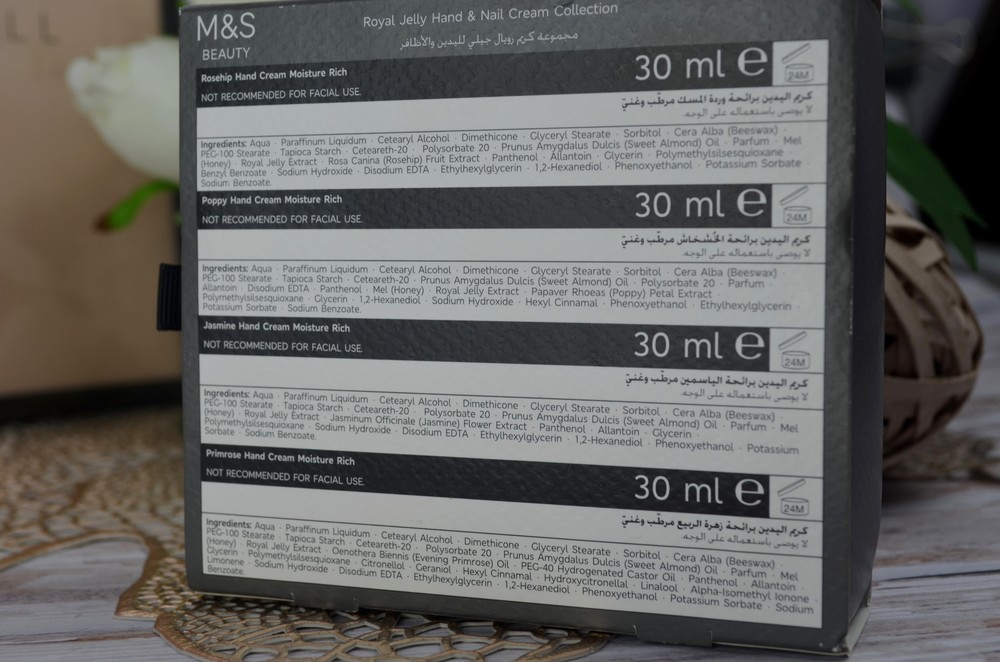 M&S
BEAUTY
Royal Jelly Hand & Nail Cream Collection
مجموعة كريم رويال جيلي لليدين والأظافر
Rosehip Hand Cream Moisture Rich
NOT RECOMMENDED FOR FACIAL USE.
30 ml e
24M
كريم اليدين برائحة وردة المسك مرطّب وغنيّ
لا يوصى باستعماله على الوجه.
Ingredients: Aqua · Paraffinum Liquidum · Cetearyl Alcohol · Dimethicone · Glyceryl Stearate · Sorbitol · Cera Alba (Beeswax) ·
PEG-100 Stearate · Tapioca Starch · Ceteareth-20 · Polysorbate 20 · Prunus Amygdalus Dulcis (Sweet Almond) Oil · Parfum · Mel
(Honey) · Royal Jelly Extract · Rosa Canina (Rosehip) Fruit Extract · Panthenol · Allantoin · Glycerin · Polymethylsilsesquioxane ·
Benzyl Benzoate · Sodium Hydroxide · Disodium EDTA · Ethylhexylglycerin · 1,2-Hexanediol · Phenoxyethanol · Potassium Sorbate ·
Sodium Benzoate.
Poppy Hand Cream Moisture Rich
NOT RECOMMENDED FOR FACIAL USE.
30 ml e
24M
كريم اليدين برائحة الخُشخاش مرطّب وغنيّ
لا يوصى باستعماله على الوجه.
Ingredients: Aqua · Paraffinum Liquidum · Cetearyl Alcohol · Dimethicone · Glyceryl Stearate · Sorbitol · Cera Alba (Beeswax) ·
PEG-100 Stearate · Tapioca Starch · Ceteareth-20 · Prunus Amygdalus Dulcis (Sweet Almond) Oil · Polysorbate 20 · Parfum ·
Allantoin · Disodium EDTA · Panthenol · Mel (Honey) · Royal Jelly Extract · Papaver Rhoeas (Poppy) Petal Extract ·
Polymethylsilsesquioxane · Glycerin · 1,2-Hexanediol · Sodium Hydroxide · Hexyl Cinnamal · Phenoxyethanol · Ethylhexylglycerin ·
Potassium Sorbate · Sodium Benzoate.
Jasmine Hand Cream Moisture Rich
NOT RECOMMENDED FOR FACIAL USE.
30 ml e
24M
كريم اليدين برائحة الياسمين مرطّب وغنيّ
لا يوصى باستعماله على الوجه.
Ingredients: Aqua · Paraffinum Liquidum · Cetearyl Alcohol · Dimethicone · Glyceryl Stearate · Sorbitol · Cera Alba (Beeswax) ·
PEG-100 Stearate · Tapioca Starch · Ceteareth-20 · Polysorbate 20 · Prunus Amygdalus Dulcis (Sweet Almond) Oil · Parfum · Mel
(Honey) · Royal Jelly Extract · Jasminum Officinale (Jasmine) Flower Extract · Panthenol · Allantoin · Glycerin ·
Polymethylsilsesquioxane · Sodium Hydroxide · Disodium EDTA · Ethylhexylglycerin · 1,2-Hexanediol · Phenoxyethanol · Potassium
Sorbate · Sodium Benzoate.
Primrose Hand Cream Moisture Rich
NOT RECOMMENDED FOR FACIAL USE.
30 ml e
24M
كريم اليدين برائحة زهرة الربيع مرطّب وغنيّ
لا يوصى باستعماله على الوجه.
Ingredients: Aqua · Paraffinum Liquidum · Cetearyl Alcohol · Dimethicone · Glyceryl Stearate · Sorbitol · Cera Alba (Beeswax) ·
PEG-100 Stearate · Tapioca Starch · Ceteareth-20 · Polysorbate 20 · Prunus Amygdalus Dulcis (Sweet Almond) Oil · Parfum · Mel
(Honey) · Royal Jelly Extract · Oenothera Biennis (Evening Primrose) Oil · PEG-40 Hydrogenated Castor Oil · Panthenol · Allantoin ·
Glycerin · Polymethylsilsesquioxane · Citronellol · Geraniol · Hexyl Cinnamal · Hydroxycitronellal · Linalool · Alpha-Isomethyl Ionone
Limonene · Sodium Hydroxide · Disodium EDTA · Ethylhexylglycerin · 1,2-Hexanediol · Phenoxyethanol · Potassium Sorbate · Sodium
Benzoate.